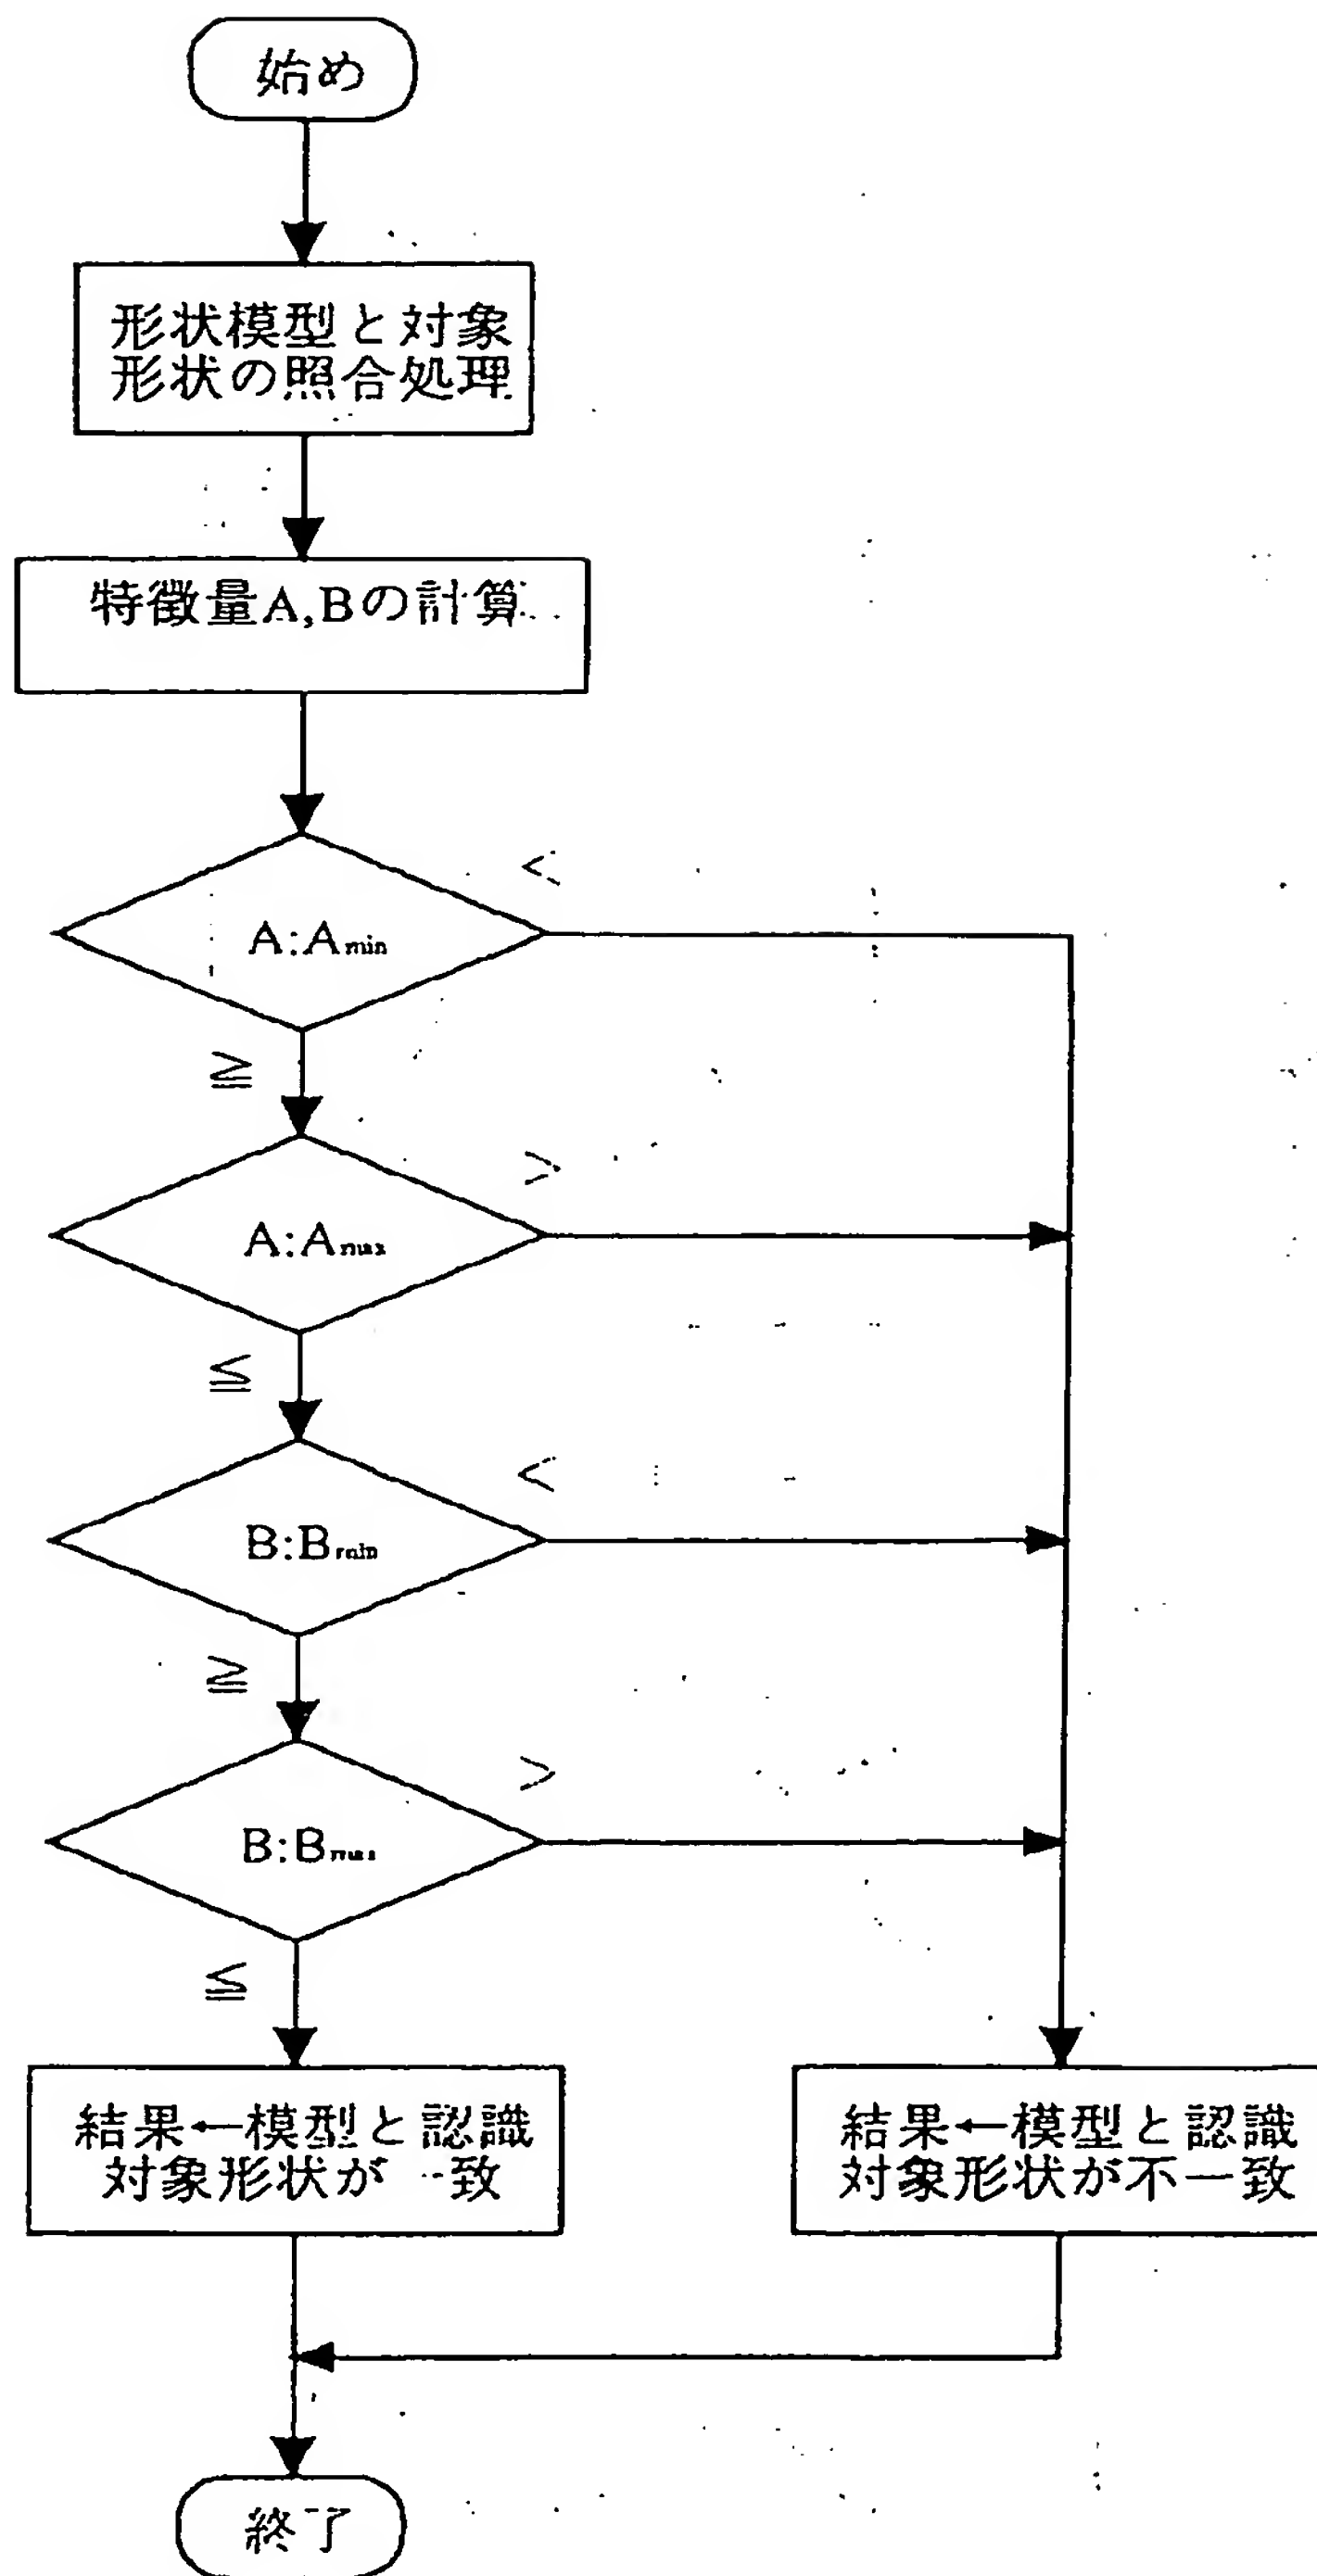 始め
形状模型と対象
形状の照合処理
特徴量A,Bの計算
<
A:Amin
≧
>
A:Amax
≦
<
B:Bmin
≧
>
B:Bmax
≦
結果←模型と認識
対象形状が一致
結果←模型と認識
対象形状が不一致
終了